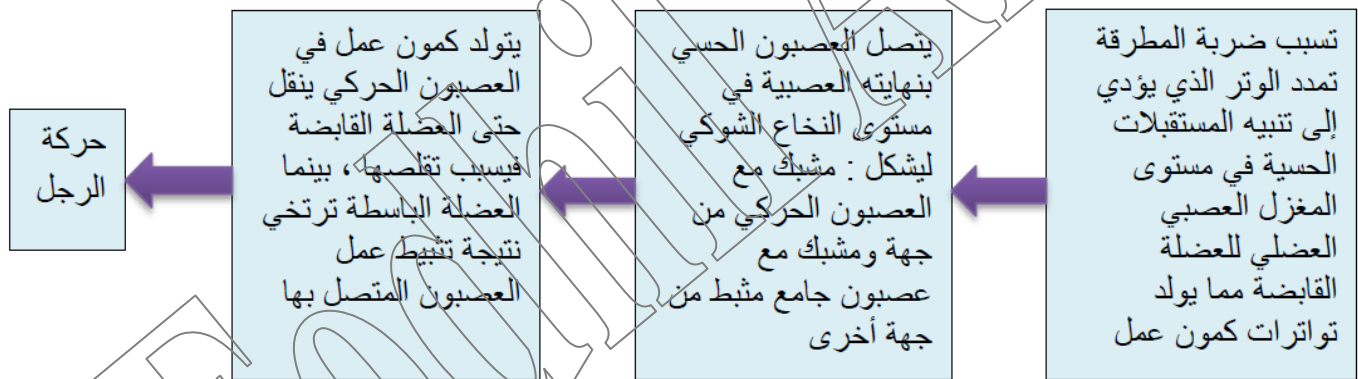 تسبب ضربة المطرقة
تمدد الوتر الذي يؤدي
إلى تنبيه المستقبلات
الحسية في مستوى
المغزل العصبي
العضلي للعضلة
القابضة مما يولد
تواترات كمون عمل
يتصل العصبون الحسي
بنهايته العصبية في
مستوى النخاع الشوكي
ليشكل : مشبك مع
العصبون الحركي من
جهة ومشبك مع
عصبون جامع مثبط من
جهة أخرى
يتولد كمون عمل في
العصبون الحركي ينقل
حتى العضلة القابضة
فيسبب تقلصها ، بينما
العضلة الباسطة ترتخي
نتيجة تثبيط عمل
العصبون المتصل بها
حركة
الرجل